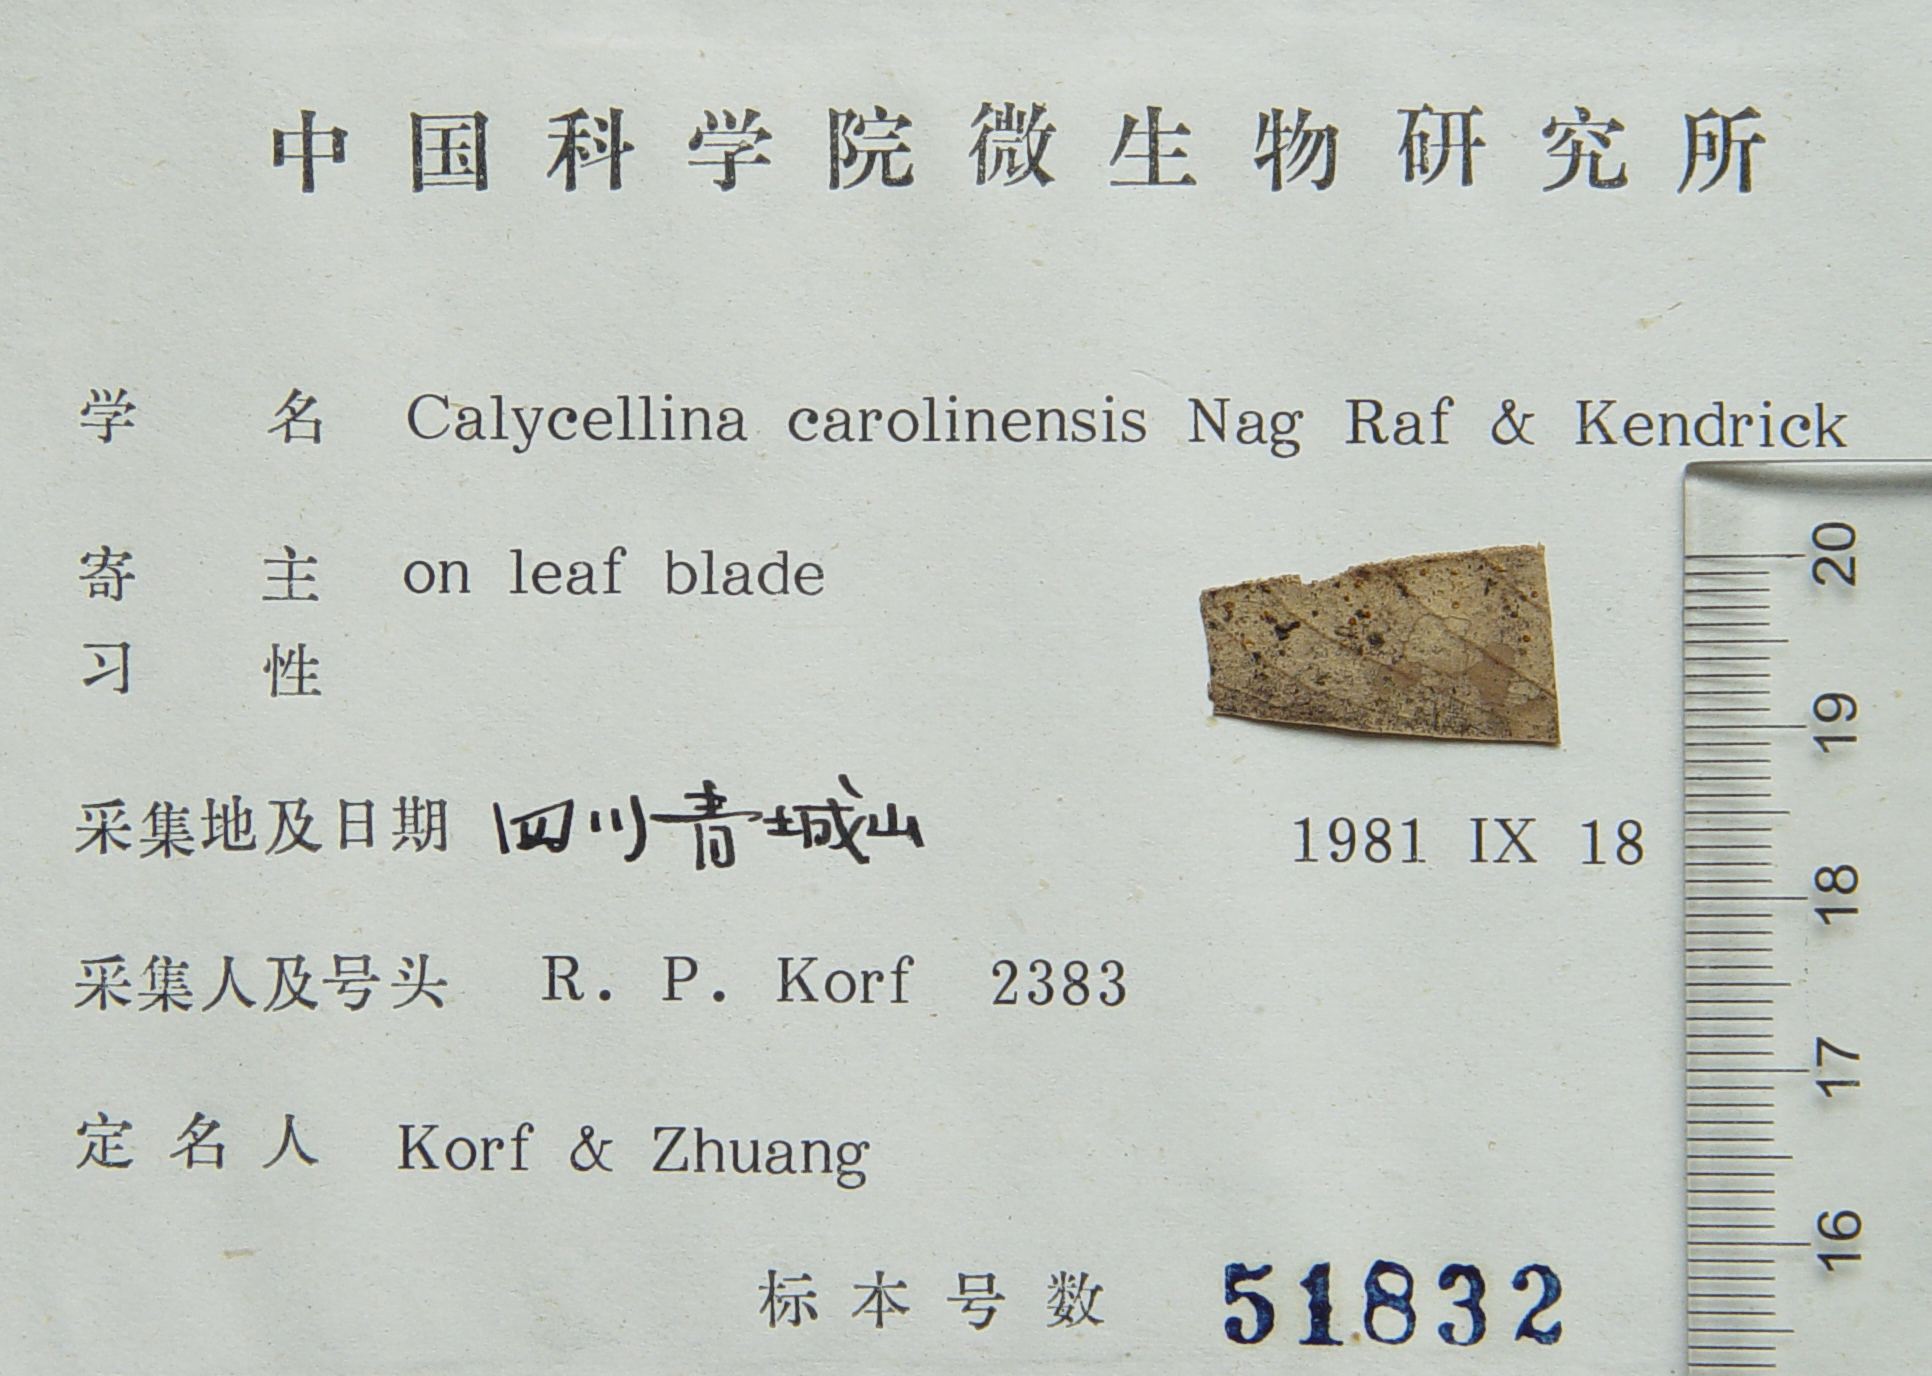 中国科学院微生物研究所
学 名 Calycellina carolinensis Nag Raf & Kendrick
寄 主 on leaf blade
习 性
采集地及日期 四川青城山 1981 IX 18
采集人及号头 R. P. Korf 2383
定名人 Korf & Zhuang
标本号数 51832
20
19
18
17
16